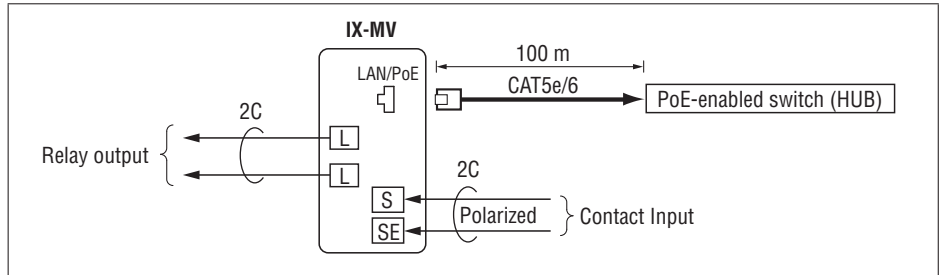 IX-MV
100 m
LAN/PoE
CAT5e/6
PoE-enabled switch (HUB)
2C
L
Relay output
L
2C
S
Polarized
Contact Input
SE